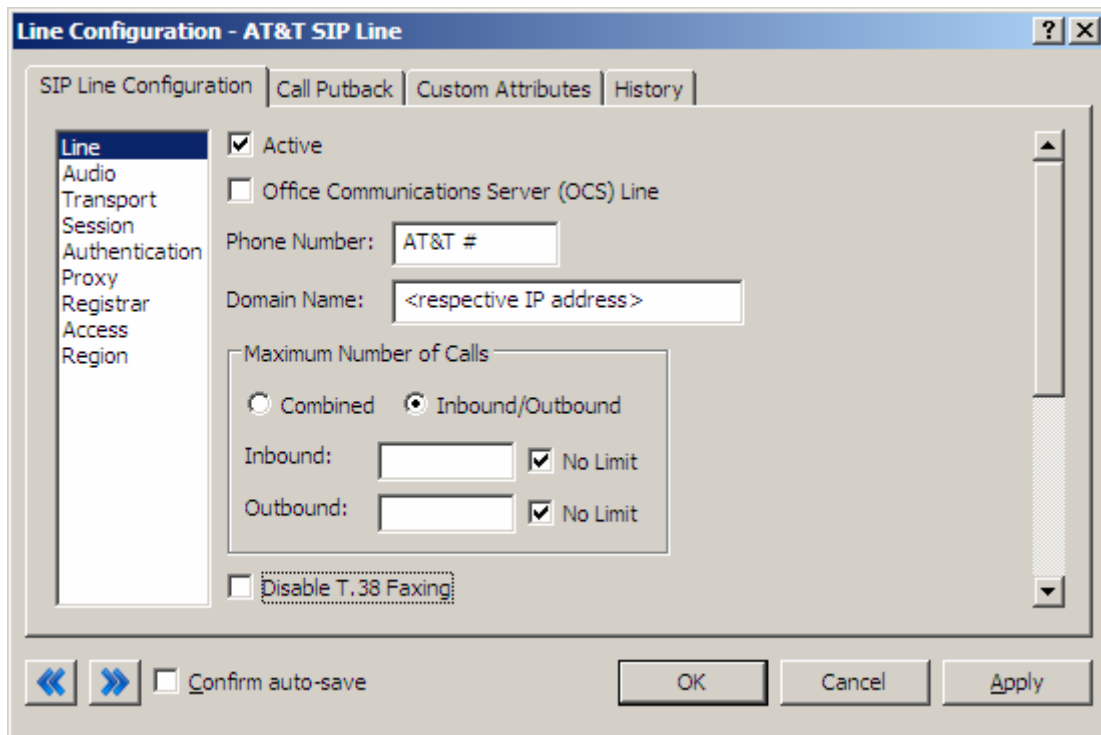 Line Configuration - AT&T SIP Line
SIP Line Configuration
Call Putback
Custom Attributes
History
Line
Audio
Transport
Session
Authentication
Proxy
Registrar
Access
Region
Active
Office Communications Server (OCS) Line
Phone Number: AT&T #
Domain Name: <respective IP address>
Maximum Number of Calls
Combined Inbound/Outbound
Inbound: No Limit
Outbound: No Limit
Disable T.38 Faxing
Confirm auto-save
OK
Cancel
Apply